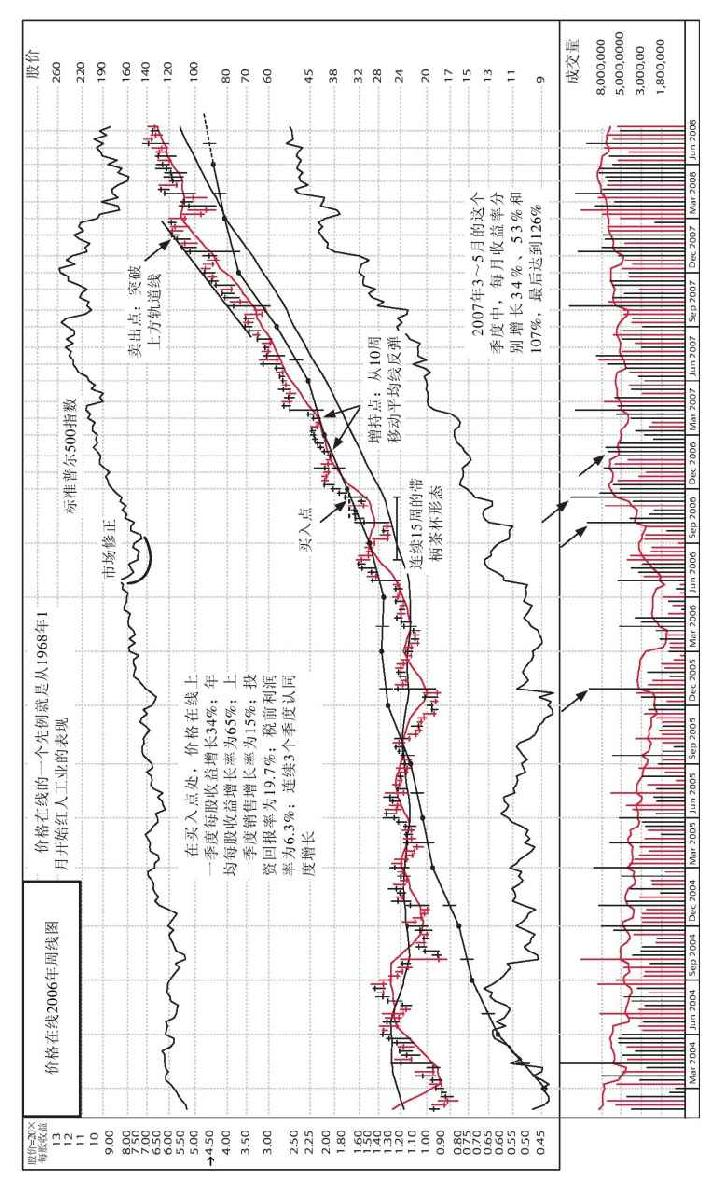 价格在线2006年周线图
价格在线的一个先例就是从1968年1
月开始红人工业的表现
股价=20×
每股收益
13
12
11
10
9.00
8.00
7.50
7.00
6.50
6.00
5.50
5.00
4.50
4.00
3.50
3.00
2.50
2.25
2.00
1.80
1.60
1.50
1.40
1.30
1.20
1.10
1.00
0.90
0.80
0.75
0.70
0.65
0.60
0.55
0.50
0.45
在买入点处，价格在线上
一季度每股收益增长34%；年
均每股收益增长率为65%；上
季度销售增长率为15%；投
资回报率为19.7%；税前利润
率为6.3%；连续3个季度认同
度增长
市场修正
标准普尔500指数
卖出点：突破
上方轨道线
买入点
增持点：从10周
移动平均线反弹
连续15周的带
柄茶杯形态
2007年3～5月的这个
季度中，每月收益率分
别增长34%、53%和
107%，最后达到126%
股价
260
220
190
160
140
120
100
80
70
60
45
38
32
28
24
20
17
15
13
11
9
成交量
8,000,000
5,000,0000
3,000,00
1,800,000
Mar 2004
Jun 2004
Sep 2004
Dec 2004
Mar 2005
Jun 2005
Sep 2005
Dec 2005
Mar 2006
Jun 2006
Sep 2006
Dec 2006
Mar 2007
Jun 2007
Sep 2007
Dec 2007
Mar 2008
Jun 2008